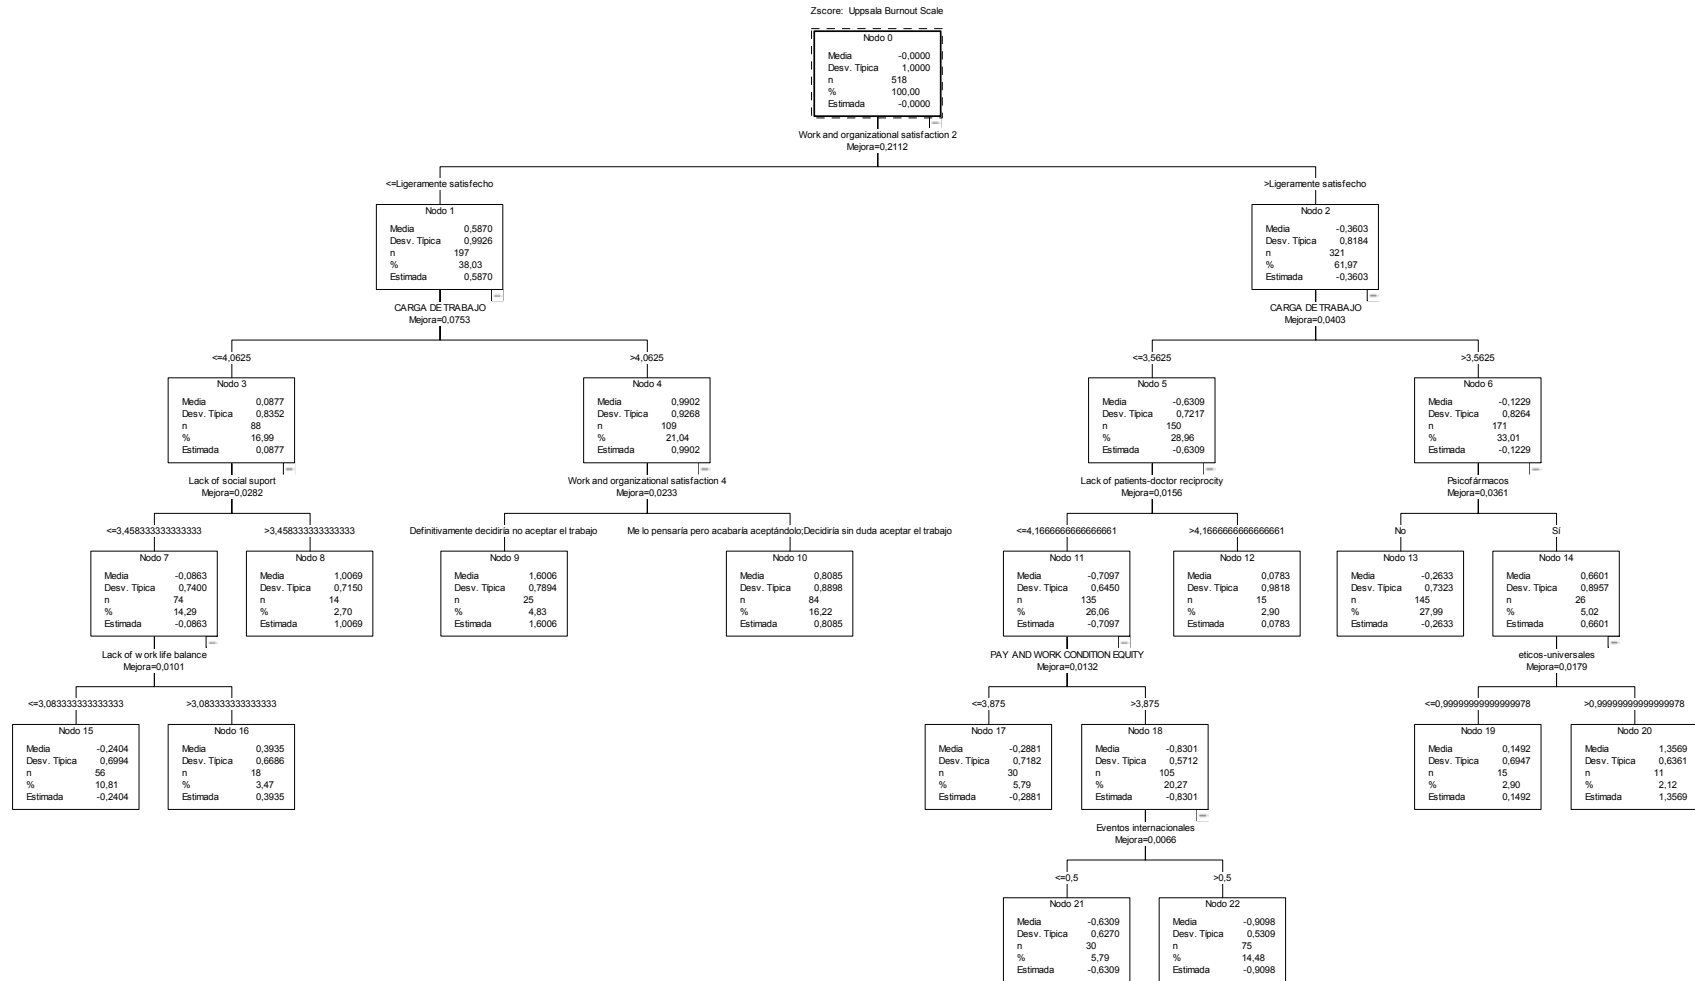 Zscore: Uppsala Burnout Scale
Nodo 0
Media -0,0000
Desv. Típica 1,0000
n 518
% 100,00
Estimada -0,0000
Work and organizational satisfaction 2
Mejora=0,2112
<=Ligeramente satisfecho
>Ligeramente satisfecho
Nodo 1
Media 0,5870
Desv. Típica 0,9926
n 197
% 38,03
Estimada 0,5870
CARGA DE TRABAJO
Mejora=0,0753
Nodo 2
Media -0,3603
Desv. Típica 0,8184
n 321
% 61,97
Estimada -0,3603
CARGA DE TRABAJO
Mejora=0,0403
<=4,0625
>4,0625
<=3,5625
>3,5625
Nodo 3
Media 0,0877
Desv. Típica 0,8352
n 88
% 16,99
Estimada 0,0877
Lack of social suport
Mejora=0,0282
Nodo 4
Media 0,9902
Desv. Típica 0,9268
n 109
% 21,04
Estimada 0,9902
Work and organizational satisfaction 4
Mejora=0,0233
Nodo 5
Media -0,6309
Desv. Típica 0,7217
n 150
% 28,96
Estimada -0,6309
Lack of patients-doctor reciprocity
Mejora=0,0156
Nodo 6
Media -0,1229
Desv. Típica 0,8264
n 171
% 33,01
Estimada -0,1229
Psicofármacos
Mejora=0,0361
<=3,458333333333333
>3,458333333333333
Definitivamente decidiría no aceptar el trabajo
Me lo pensaría pero acabaría aceptándolo;Decidiría sin duda aceptar el trabajo
<=4,1666666666666661
>4,1666666666666661
No
Sí
Nodo 7
Media -0,0863
Desv. Típica 0,7400
n 74
% 14,29
Estimada -0,0863
Lack of work life balance
Mejora=0,0101
Nodo 8
Media 1,0069
Desv. Típica 0,7150
n 14
% 2,70
Estimada 1,0069
Nodo 9
Media 1,6006
Desv. Típica 0,7894
n 25
% 4,83
Estimada 1,6006
Nodo 10
Media 0,8085
Desv. Típica 0,8898
n 84
% 16,22
Estimada 0,8085
Nodo 11
Media -0,7097
Desv. Típica 0,6450
n 135
% 26,06
Estimada -0,7097
PAY AND WORK CONDITION EQUITY
Mejora=0,0132
Nodo 12
Media 0,0783
Desv. Típica 0,9818
n 15
% 2,90
Estimada 0,0783
Nodo 13
Media -0,2633
Desv. Típica 0,7323
n 145
% 27,99
Estimada -0,2633
Nodo 14
Media 0,6601
Desv. Típica 0,8957
n 26
% 5,02
Estimada 0,6601
eticos-universales
Mejora=0,0179
<=3,083333333333333
>3,083333333333333
<=3,875
>3,875
<=0,99999999999999978
>0,99999999999999978
Nodo 15
Media -0,2404
Desv. Típica 0,6994
n 56
% 10,81
Estimada -0,2404
Nodo 16
Media 0,3935
Desv. Típica 0,6686
n 18
% 3,47
Estimada 0,3935
Nodo 17
Media -0,2881
Desv. Típica 0,7182
n 30
% 5,79
Estimada -0,2881
Nodo 18
Media -0,8301
Desv. Típica 0,5712
n 105
% 20,27
Estimada -0,8301
Eventos internacionales
Mejora=0,0066
Nodo 19
Media 0,1492
Desv. Típica 0,6947
n 15
% 2,90
Estimada 0,1492
Nodo 20
Media 1,3569
Desv. Típica 0,6361
n 11
% 2,12
Estimada 1,3569
<=0,5
>0,5
Nodo 21
Media -0,6309
Desv. Típica 0,6270
n 30
% 5,79
Estimada -0,6309
Nodo 22
Media -0,9098
Desv. Típica 0,5309
n 75
% 14,48
Estimada -0,9098